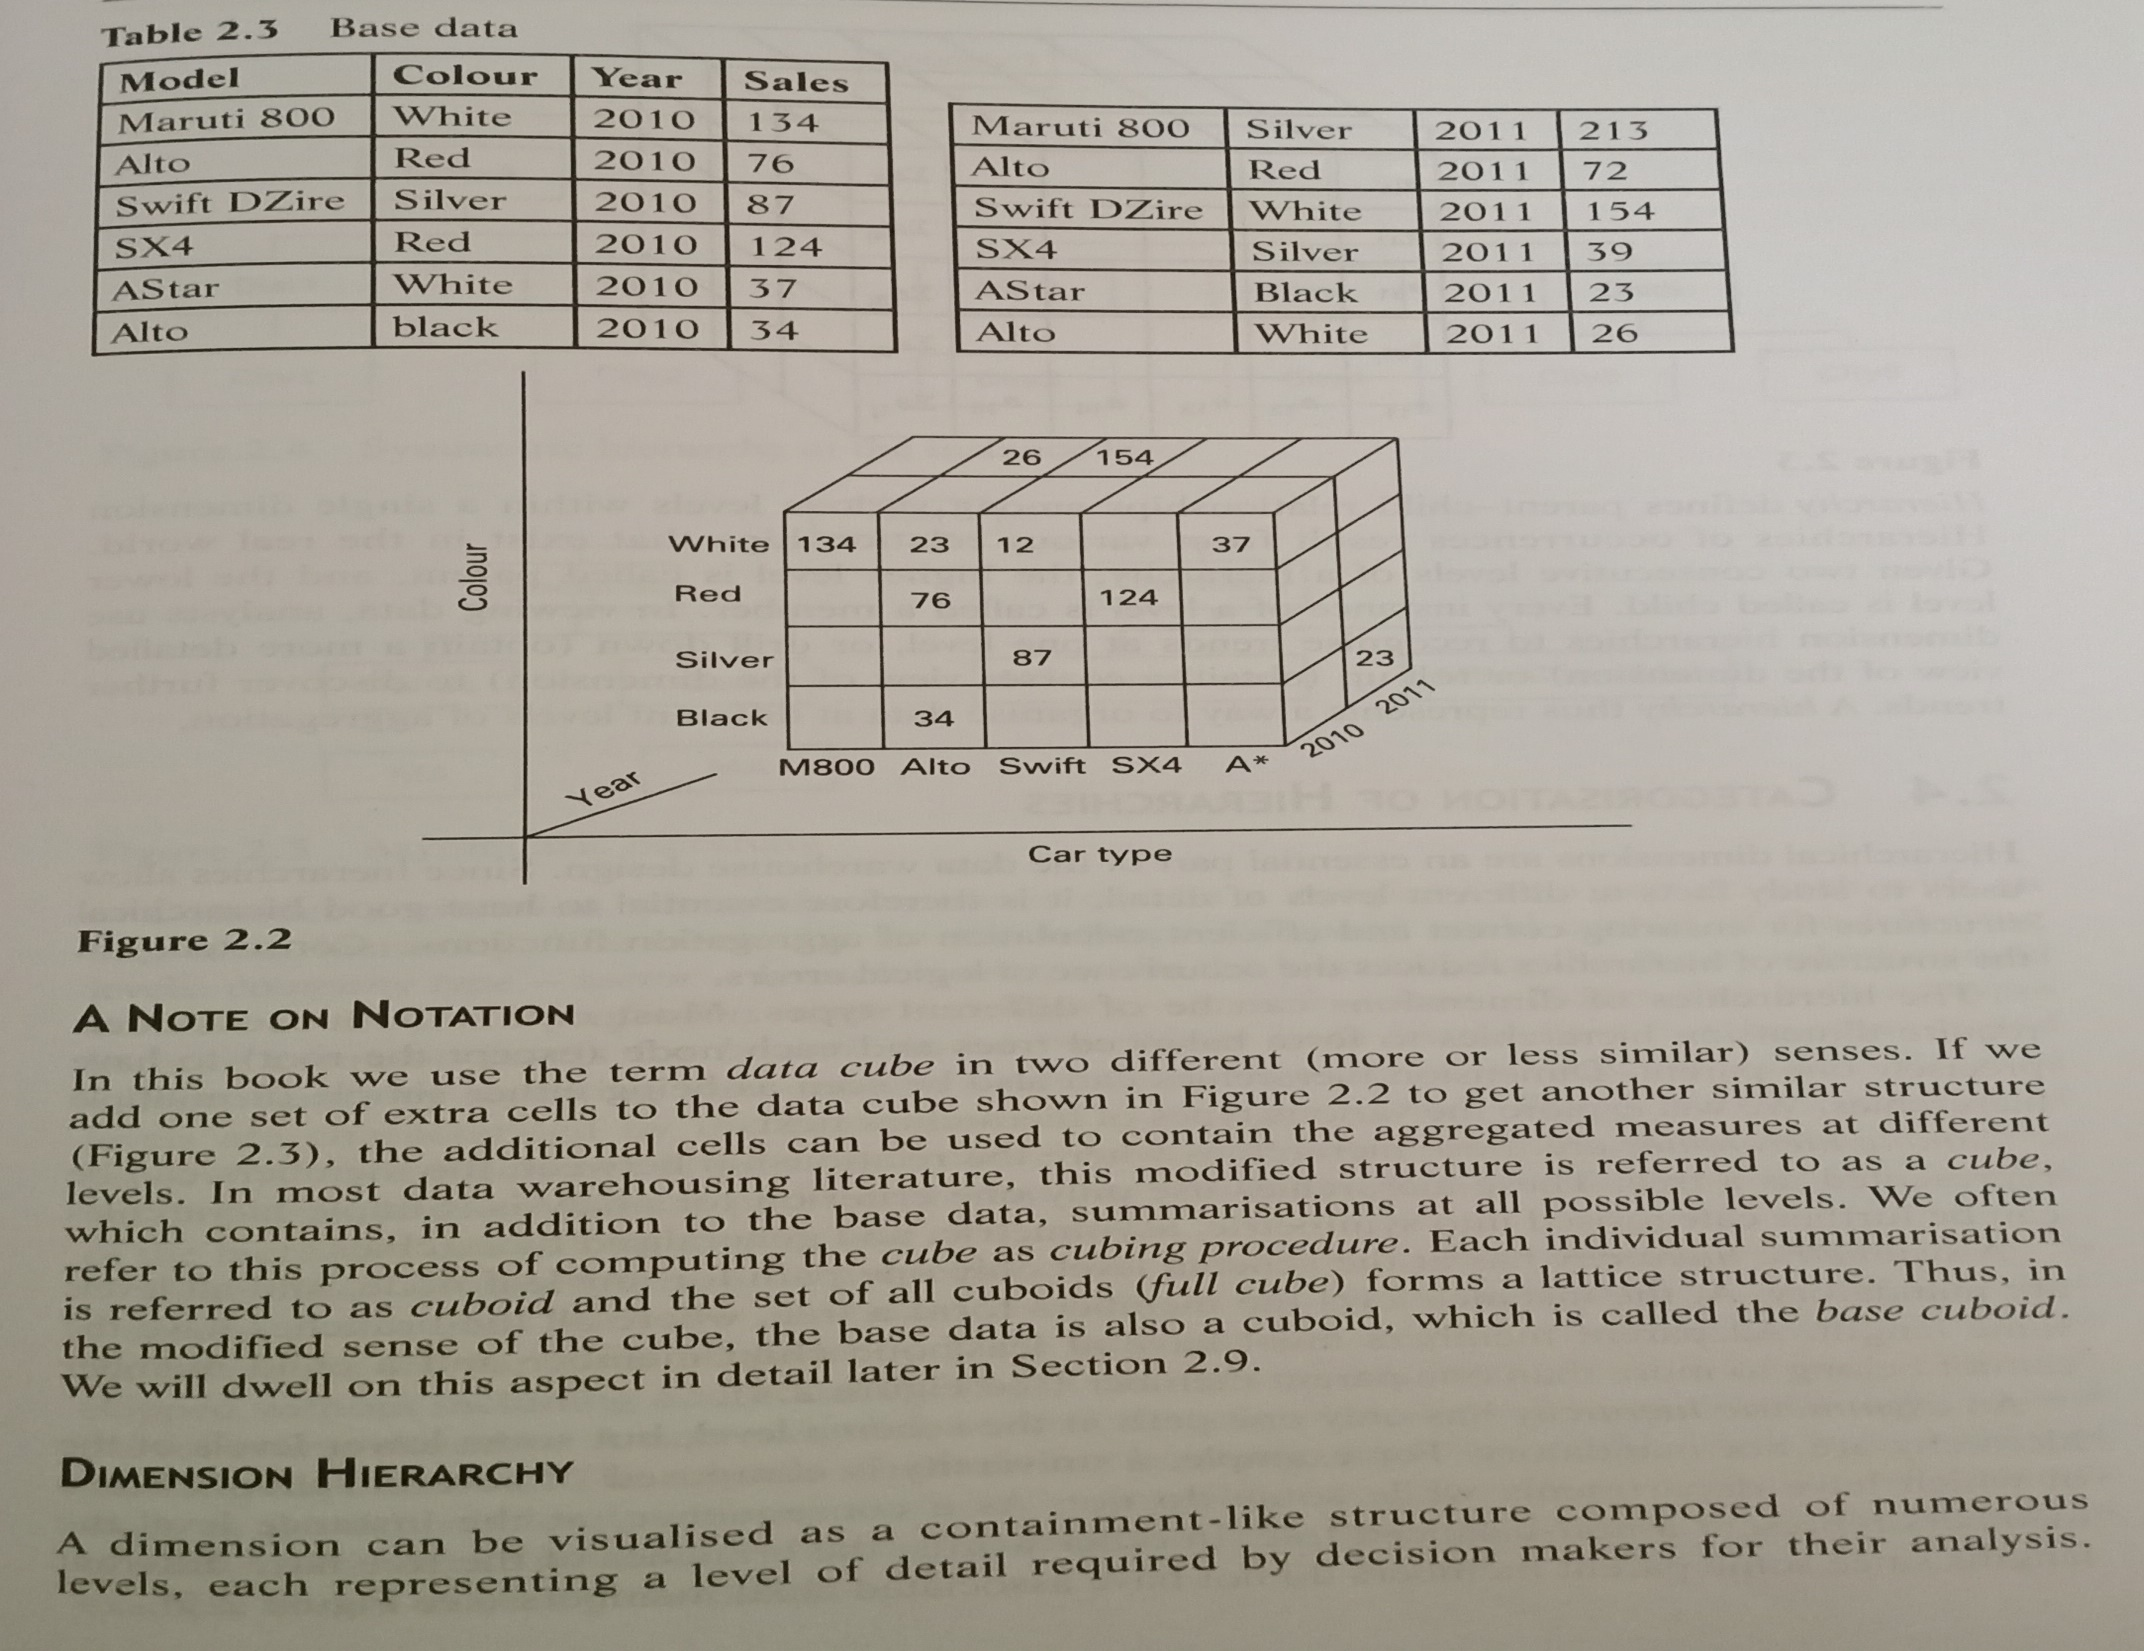 Table 2.3 Base data
Model Colour Year Sales
Maruti 800 White 2010 134
Alto Red 2010 76
Swift DZire Silver 2010 87
SX4 Red 2010 124
AStar White 2010 37
Alto black 2010 34
Maruti 800 Silver 2011 213
Alto Red 2011 72
Swift DZire White 2011 154
SX4 Silver 2011 39
AStar Black 2011 23
Alto White 2011 26
Colour
26 154
White 134 23 12 37
Red 76 124
Silver 87 23
Black 34
2010 2011
M800 Alto Swift SX4 A*
Year
Car type
Figure 2.2
A NOTE ON NOTATION
In this book we use the term data cube in two different (more or less similar) senses. If we
add one set of extra cells to the data cube shown in Figure 2.2 to get another similar structure
(Figure 2.3), the additional cells can be used to contain the aggregated measures at different
levels. In most data warehousing literature, this modified structure is referred to as a cube,
which contains, in addition to the base data, summarisations at all possible levels. We often
refer to this process of computing the cube as cubing procedure. Each individual summarisation
is referred to as cuboid and the set of all cuboids (full cube) forms a lattice structure. Thus, in
the modified sense of the cube, the base data is also a cuboid, which is called the base cuboid.
We will dwell on this aspect in detail later in Section 2.9.
DIMENSION HIERARCHY
A dimension can be visualised as a containment-like structure composed of numerous
levels, each representing a level of detail required by decision makers for their analysis.